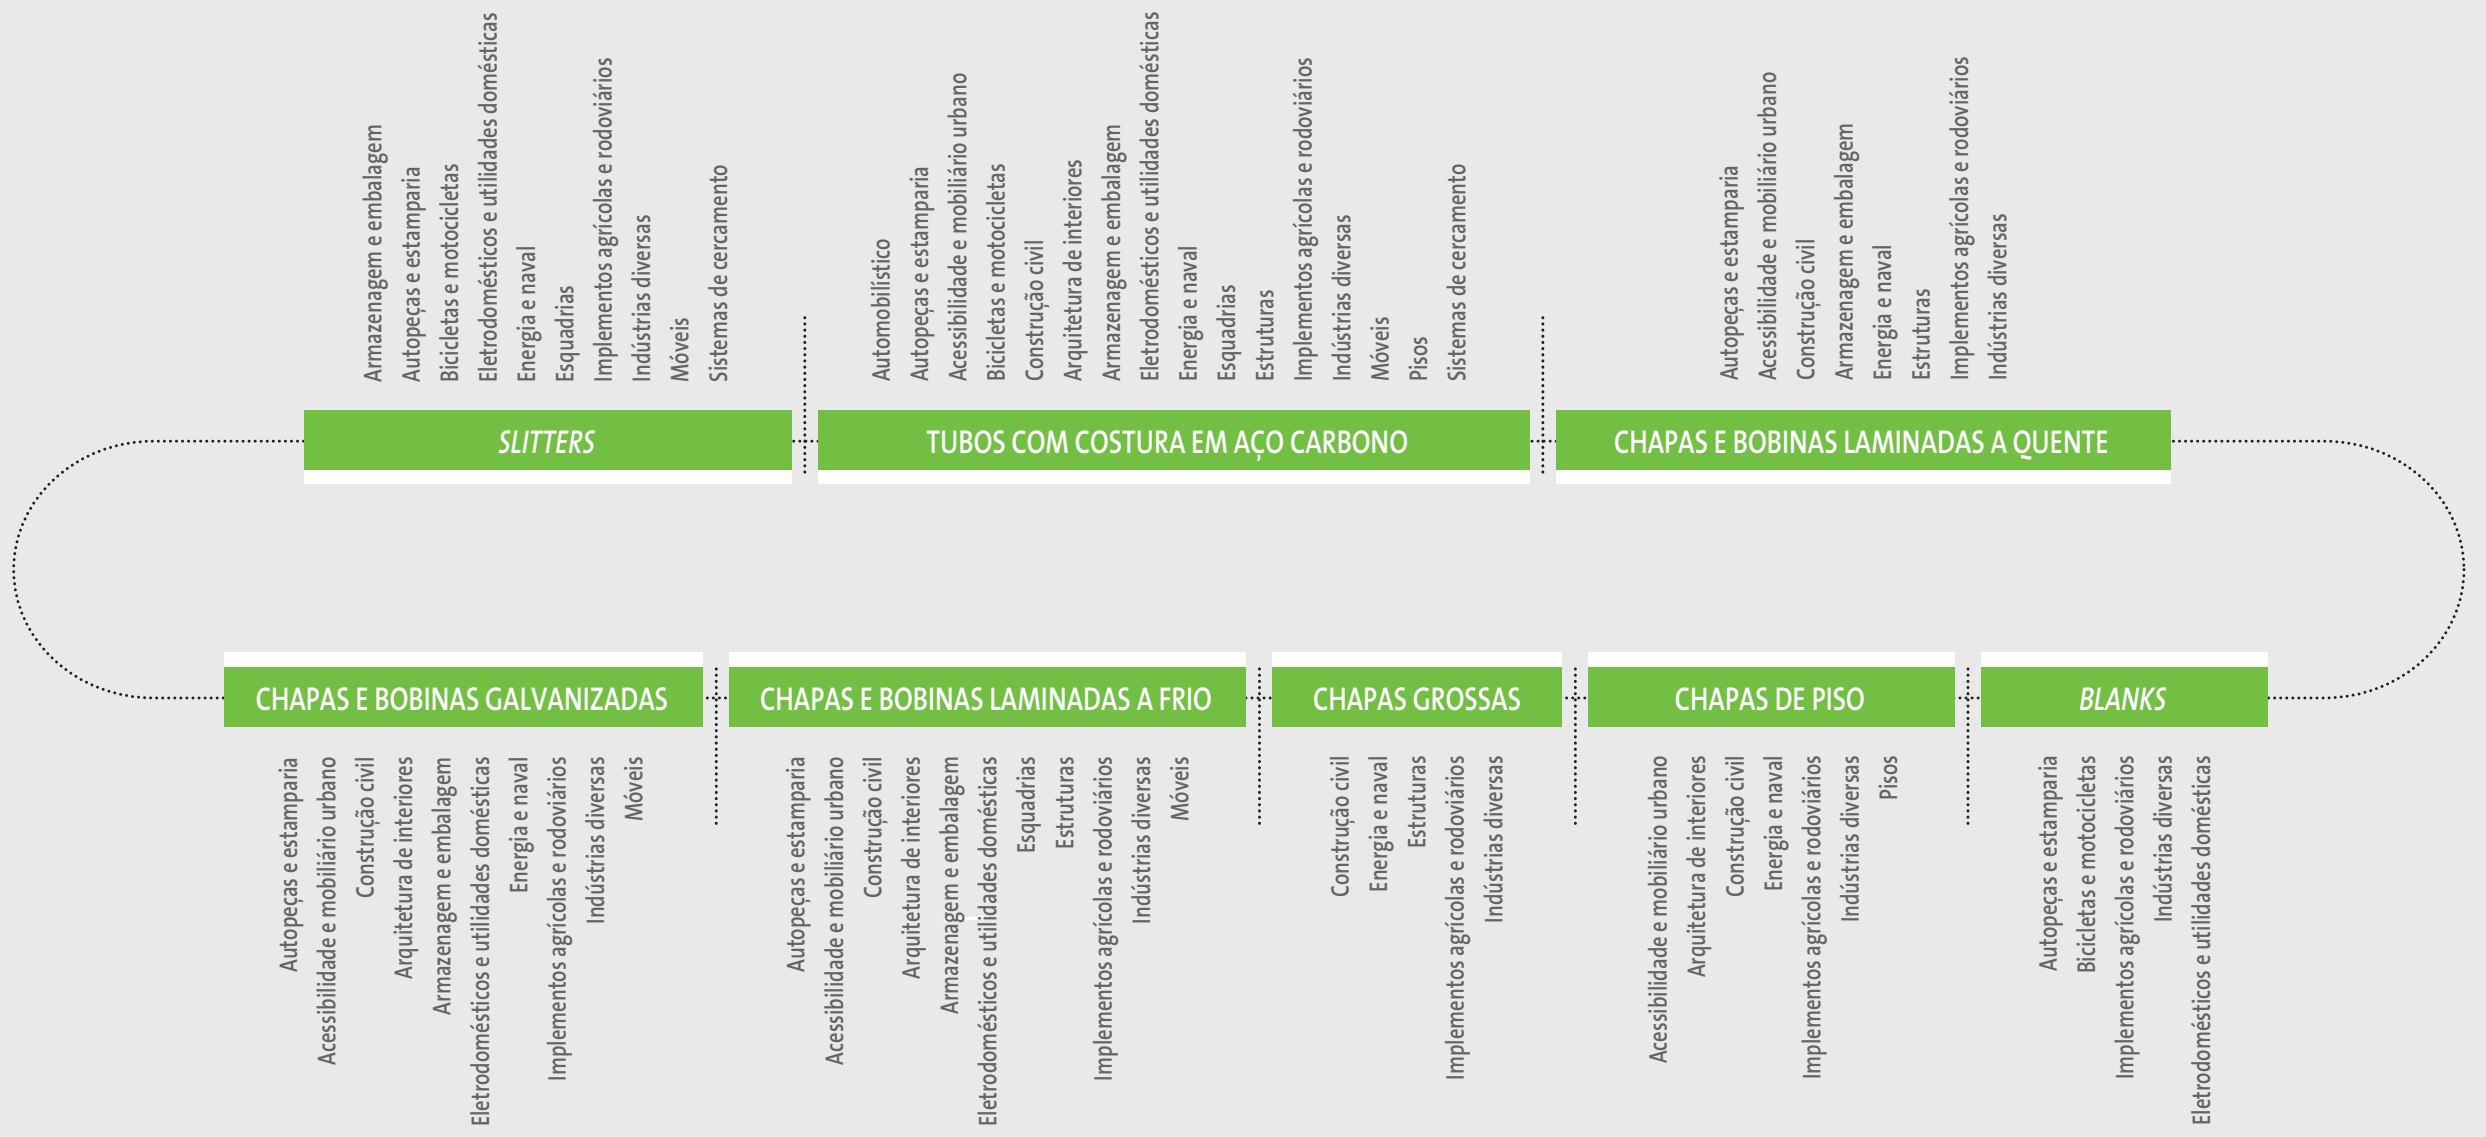 Armazenagem e embalagem
Autopeças e estamparia
Bicicletas e motocicletas
Eletrodomésticos e utilidades domésticas
Energia e naval
Esquadrias
Implementos agrícolas e rodoviários
Indústrias diversas
Móveis
Sistemas de cercamento
SLITTERS
Automobilístico
Autopeças e estamparia
Acessibilidade e mobiliário urbano
Bicicletas e motocicletas
Construção civil
Arquitetura de interiores
Armazenagem e embalagem
Eletrodomésticos e utilidades domésticas
Energia e naval
Esquadrias
Estruturas
Implementos agrícolas e rodoviários
Indústrias diversas
Móveis
Pisos
Sistemas de cercamento
TUBOS COM COSTURA EM AÇO CARBONO
Autopeças e estamparia
Acessibilidade e mobiliário urbano
Construção civil
Armazenagem e embalagem
Energia e naval
Estruturas
Implementos agrícolas e rodoviários
Indústrias diversas
CHAPAS E BOBINAS LAMINADAS A QUENTE
CHAPAS E BOBINAS GALVANIZADAS
Autopeças e estamparia
Acessibilidade e mobiliário urbano
Construção civil
Arquitetura de interiores
Armazenagem e embalagem
Eletrodomésticos e utilidades domésticas
Energia e naval
Implementos agrícolas e rodoviários
Indústrias diversas
Móveis
CHAPAS E BOBINAS LAMINADAS A FRIO
Autopeças e estamparia
Acessibilidade e mobiliário urbano
Construção civil
Arquitetura de interiores
Armazenagem e embalagem
Eletrodomésticos e utilidades domésticas
Esquadrias
Estruturas
Implementos agrícolas e rodoviários
Indústrias diversas
Móveis
CHAPAS GROSSAS
Construção civil
Energia e naval
Estruturas
Implementos agrícolas e rodoviários
Indústrias diversas
CHAPAS DE PISO
Acessibilidade e mobiliário urbano
Arquitetura de interiores
Construção civil
Energia e naval
Implementos agrícolas e rodoviários
Indústrias diversas
Pisos
BLANKS
Autopeças e estamparia
Bicicletas e motocicletas
Implementos agrícolas e rodoviários
Indústrias diversas
Eletrodomésticos e utilidades domésticas